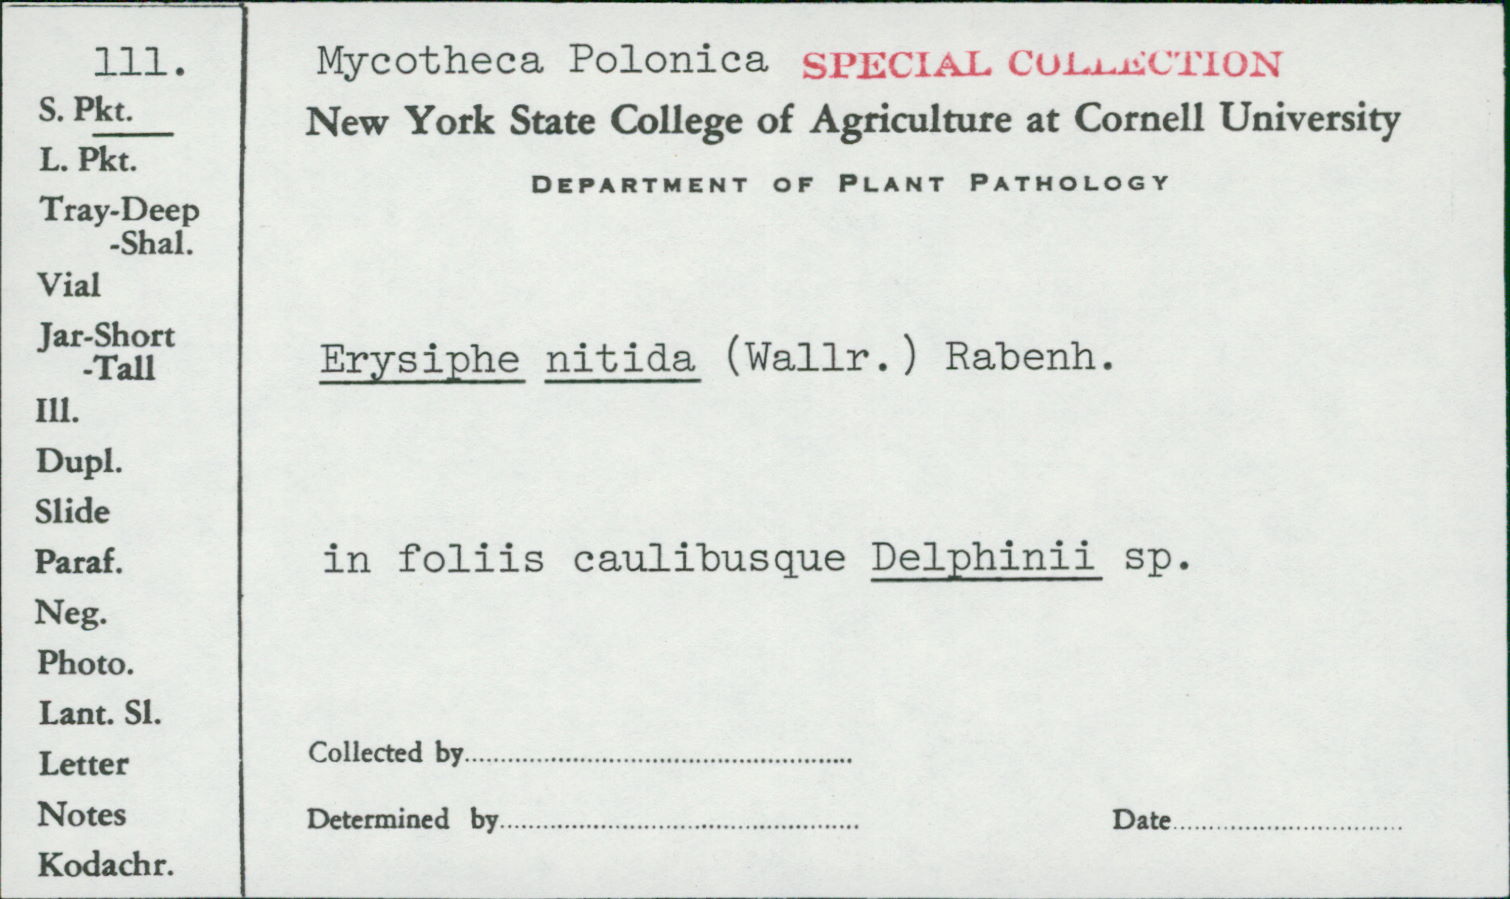 111.
S. Pkt.
L. Pkt.
Tray-Deep
-Shal.
Vial
Jar-Short
-Tall
Ill.
Dupl.
Slide
Paraf.
Neg.
Photo.
Lant. Sl.
Letter
Notes
Kodachr.
Mycotheca Polonica SPECIAL COLLECTION
New York State College of Agriculture at Cornell University
DEPARTMENT OF PLANT PATHOLOGY
Erysiphe nitida (Wallr.) Rabenh.
in foliis caulibusque Delphinii sp.
Collected by
Determined by
Date